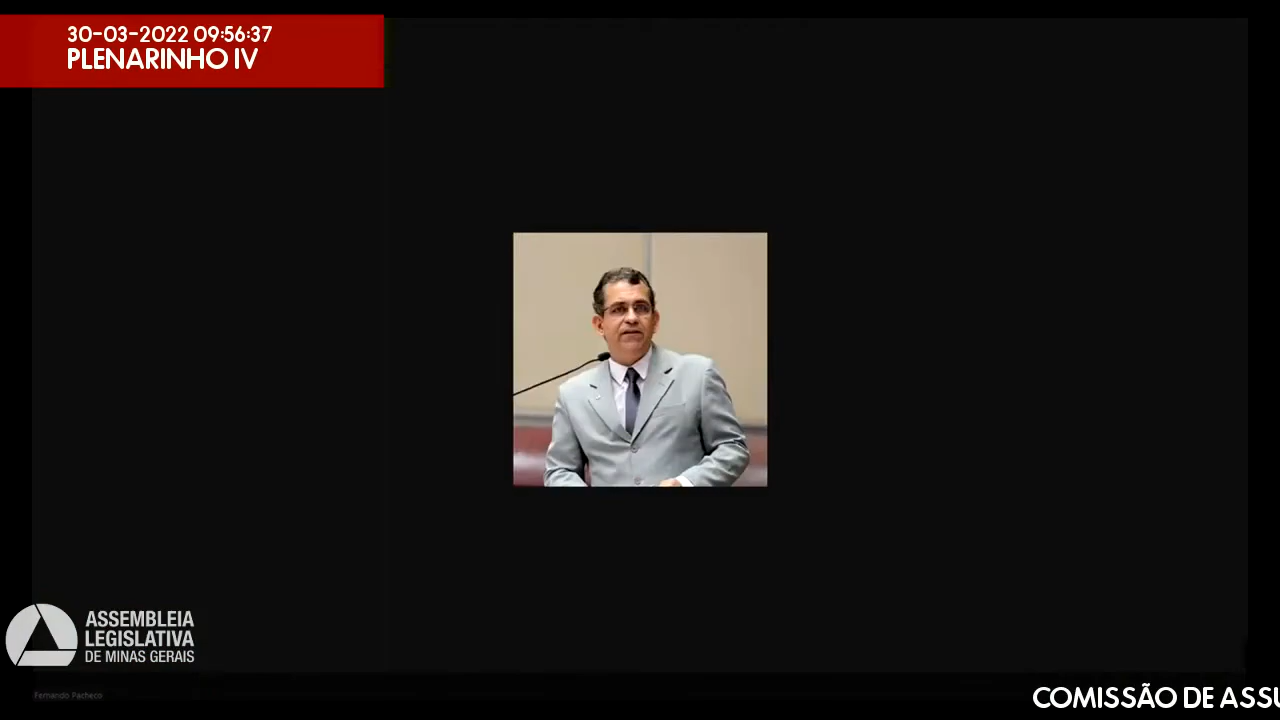 30-03-2022 09:56:37
PLENARINHO IV
ASSEMBLEIA
LEGISLATIVA
DE MINAS GERAIS
Fernando Pacheco
COMISSÃO DE ASSU